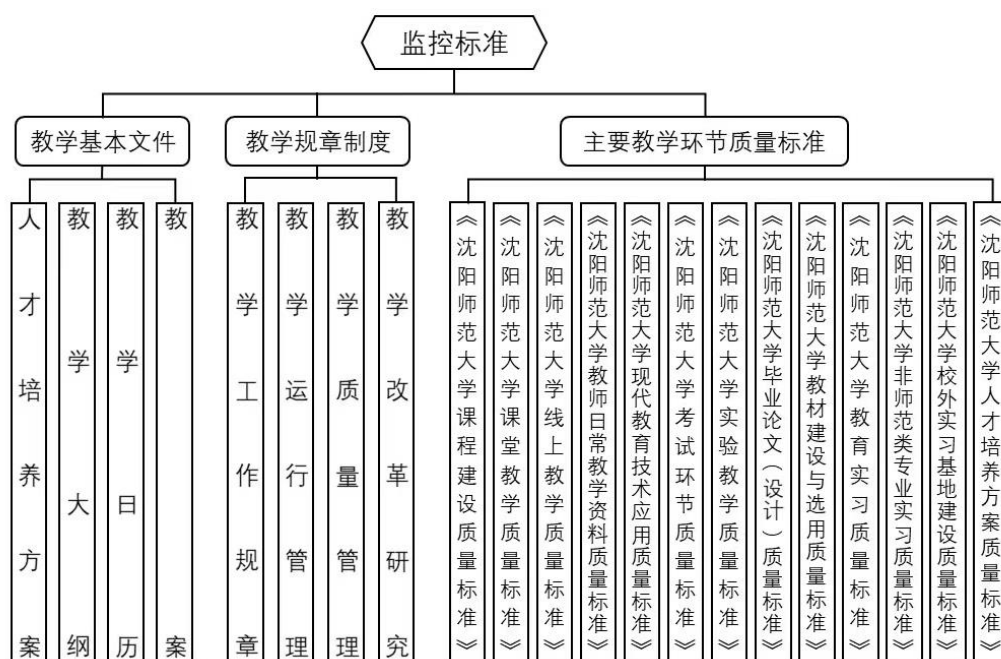 监控标准
教学基本文件
教学规章制度
主要教学环节质量标准
人才培养方案
教学大纲
教学日历
教案
教学工作规章
教学运行管理
教学质量管理
教学改革研究
《沈阳师范大学课程建设质量标准》
《沈阳师范大学课堂教学质量标准》
《沈阳师范大学线上教学质量标准》
《沈阳师范大学教师日常教学资料质量标准》
《沈阳师范大学现代教育技术应用质量标准》
《沈阳师范大学考试环节质量标准》
《沈阳师范大学实验教学质量标准》
《沈阳师范大学毕业论文（设计）质量标准》
《沈阳师范大学教材建设与选用质量标准》
《沈阳师范大学教育实习质量标准》
《沈阳师范大学非师范类专业实习质量标准》
《沈阳师范大学校外实习基地建设质量标准》
《沈阳师范大学人才培养方案质量标准》